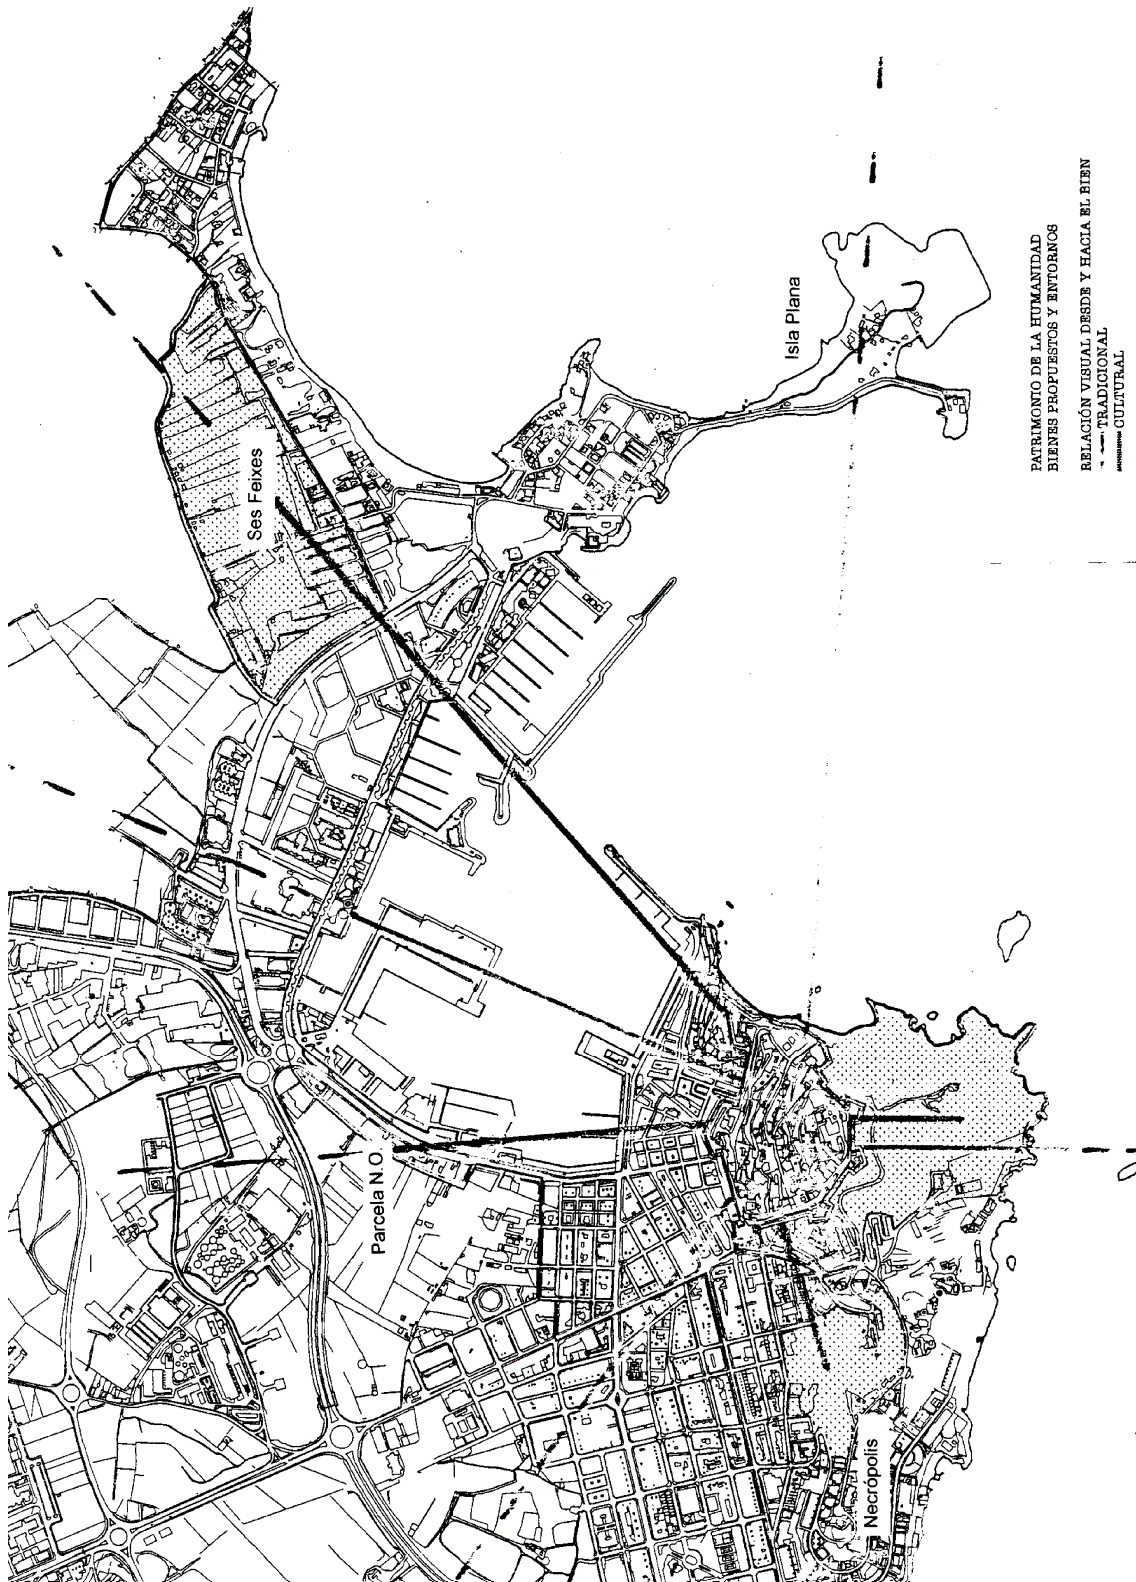 Ses Feixes
Isla Plana
Parcela N.O.
Necrópolis
PATRIMONIO DE LA HUMANIDAD
BIENES PROPUESTOS Y ENTORNOS
RELACIÓN VISUAL DESDE Y HACIA EL BIEN
TRADICIONAL
CULTURAL